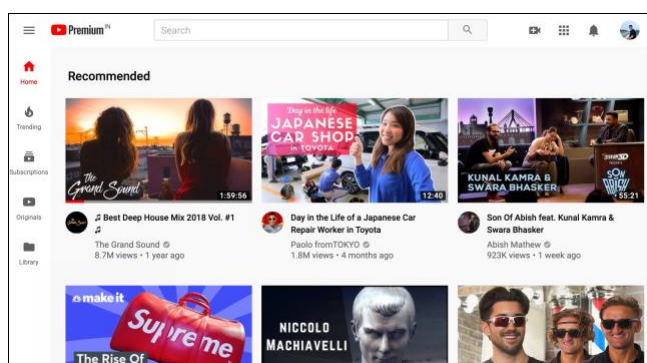 Premium IN
Search
Home
Trending
Subscriptions
Originals
Library
Recommended
The
Grand Sound
1:59:56
♫ Best Deep House Mix 2018 Vol. #1
♫
The Grand Sound
8.7M views • 1 year ago
Day in the life
JAPANESE
CAR SHOP
in TOYOTA
12:40
Day in the Life of a Japanese Car
Repair Worker in Toyota
Paolo fromTOKYO
1.8M views • 4 months ago
KUNAL KAMRA &
SWARA BHASKER
SON
OF
ABISH
55:21
Son Of Abish feat. Kunal Kamra &
Swara Bhasker
Abish Mathew
923K views • 1 week ago
make it
Supreme
The Rise Of
NICCOLO
MACHIAVELLI